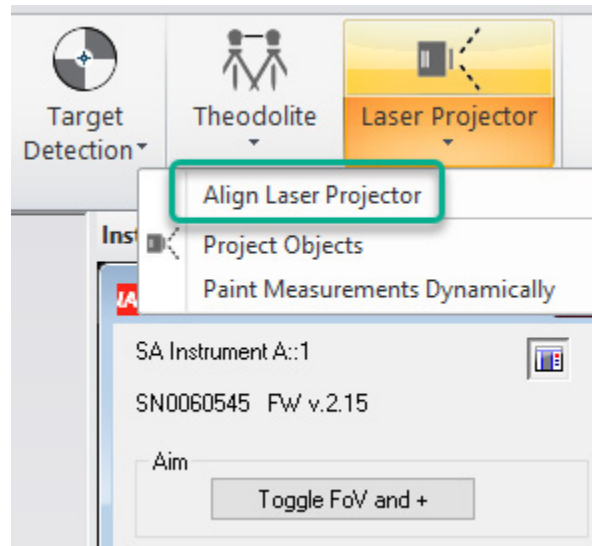 Target
Detection
Theodolite
Laser Projector
Align Laser Projector
Project Objects
Paint Measurements Dynamically
Inst
SA Instrument A::1
SN0060545 FW v.2.15
Aim
Toggle FoV and +